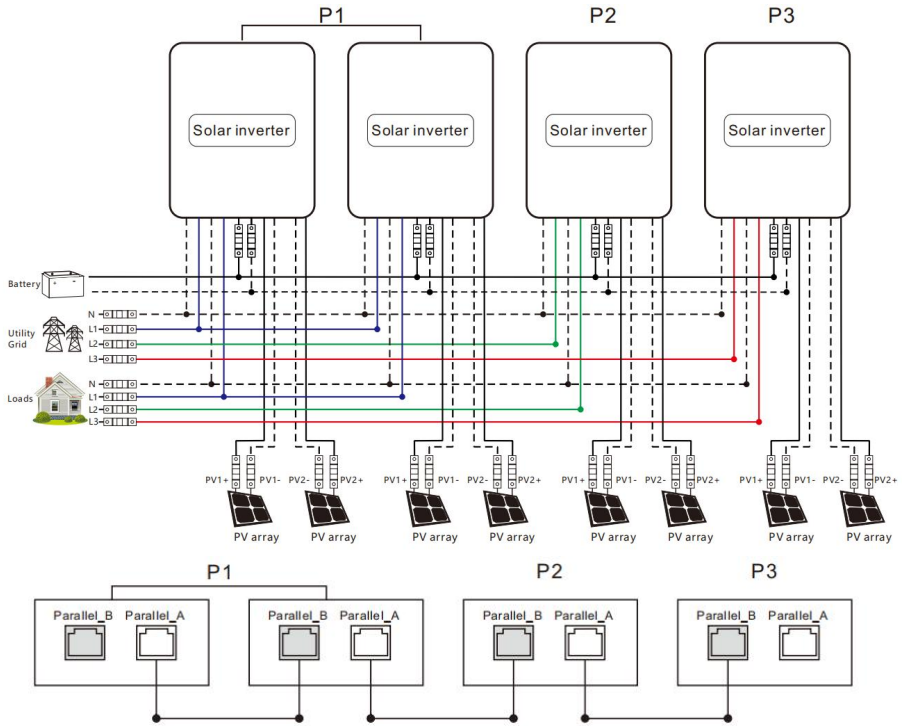 P1 P2 P3
Solar inverter Solar inverter Solar inverter Solar inverter
Battery
N
L1
Utility
Grid
L2
L3
N
Loads
L1
L2
L3
PV1+ PV1- PV2- PV2+ PV1+ PV1- PV2- PV2+ PV1+ PV1- PV2- PV2+ PV1+ PV1- PV2- PV2+
PV array PV array PV array PV array PV array PV array PV array PV array
P1 P2 P3
Parallel_B Parallel_A Parallel_B Parallel_A Parallel_B Parallel_A Parallel_B Parallel_A